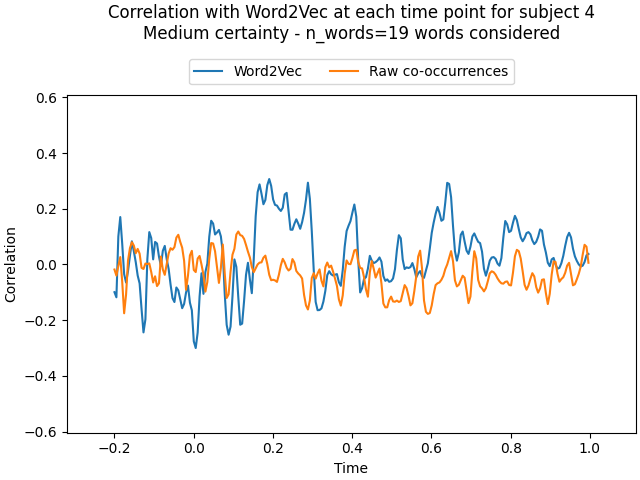 Correlation with Word2Vec at each time point for subject 4
Medium certainty - n_words=19 words considered
Word2Vec
Raw co-occurrences
0.6
0.4
0.2
0.0
−0.2
−0.4
−0.6
Correlation
−0.2
0.0
0.2
0.4
0.6
0.8
1.0
Time